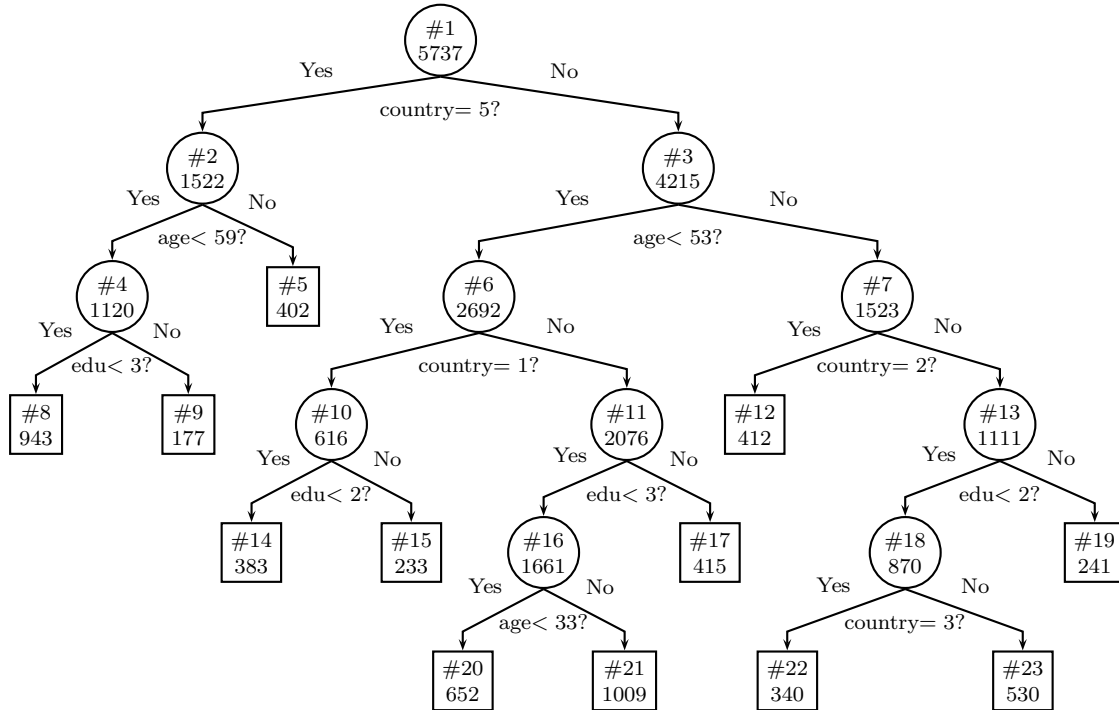 #1
5737
Yes No
country= 5?
#2
1522
#3
4215
Yes No
age< 59?
Yes No
age< 53?
#4
1120
#5
402
#6
2692
#7
1523
Yes No
edu< 3?
Yes No
country= 1?
Yes No
country= 2?
#8
943
#9
177
#10
616
#11
2076
#12
412
#13
1111
Yes No
edu< 2?
Yes No
edu< 3?
Yes No
edu< 2?
#14
383
#15
233
#16
1661
#17
415
#18
870
#19
241
Yes No
age< 33?
Yes No
country= 3?
#20
652
#21
1009
#22
340
#23
530